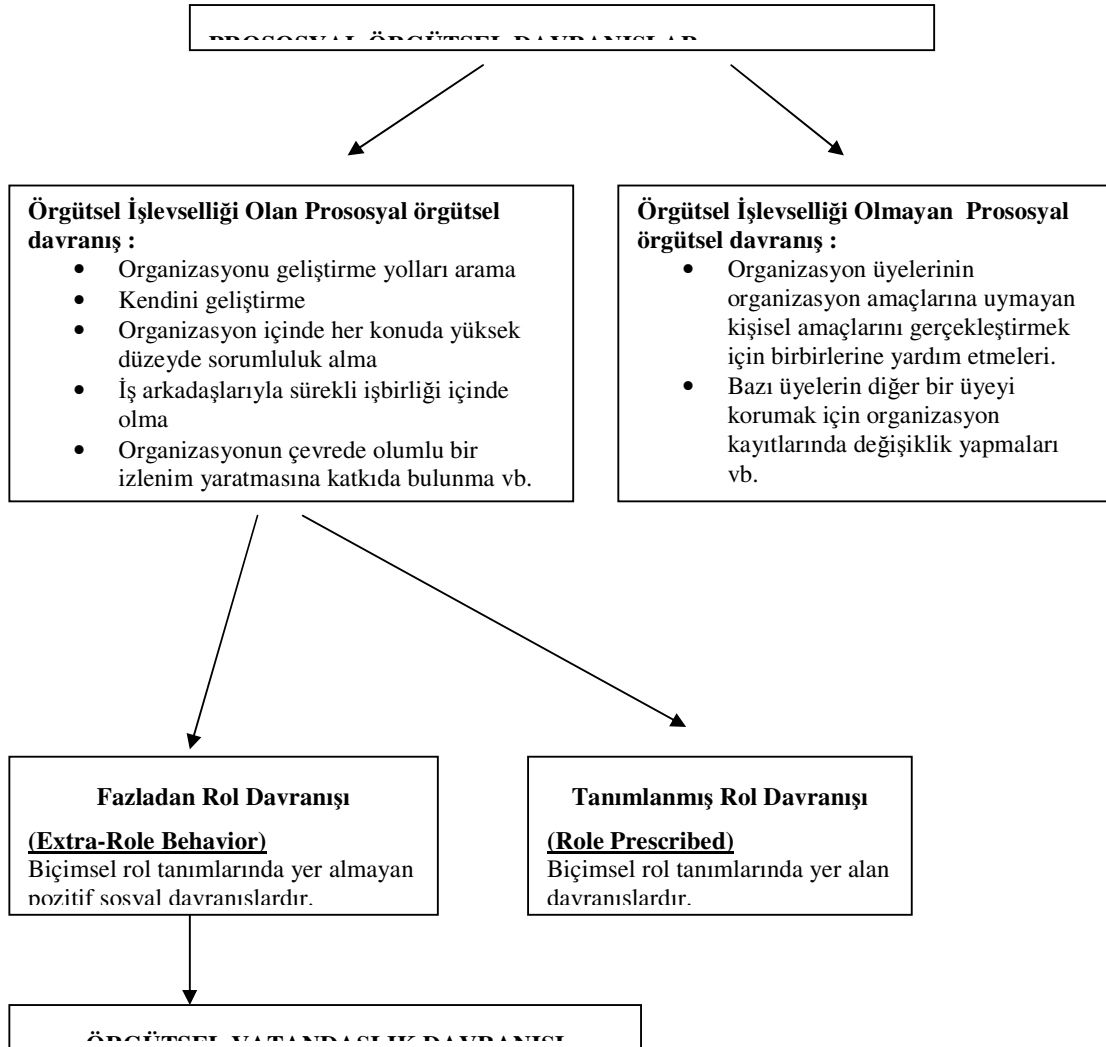 PROSOSYAL ÖRGÜTSEL DAVRANIŞLAR
Örgütsel İşlevselliği Olan Prososyal örgütsel
davranış :
• Organizasyonu geliştirme yolları arama
• Kendini geliştirme
• Organizasyon içinde her konuda yüksek
düzeyde sorumluluk alma
• İş arkadaşlarıyla sürekli işbirliği içinde
olma
• Organizasyonun çevrede olumlu bir
izlenim yaratmasına katkıda bulunma vb.
Örgütsel İşlevselliği Olmayan  Prososyal
örgütsel davranış :
• Organizasyon üyelerinin
organizasyon amaçlarına uymayan
kişisel amaçlarını gerçekleştirmek
için birbirlerine yardım etmeleri.
• Bazı üyelerin diğer bir üyeyi
korumak için organizasyon
kayıtlarında değişiklik yapmaları
vb.
Fazladan Rol Davranışı
(Extra-Role Behavior)
Biçimsel rol tanımlarında yer almayan
pozitif sosyal davranışlardır.
Tanımlanmış Rol Davranışı
(Role Prescribed)
Biçimsel rol tanımlarında yer alan
davranışlardır.
ÖRGÜTSEL VATANDAŞLIK DAVRANIŞI